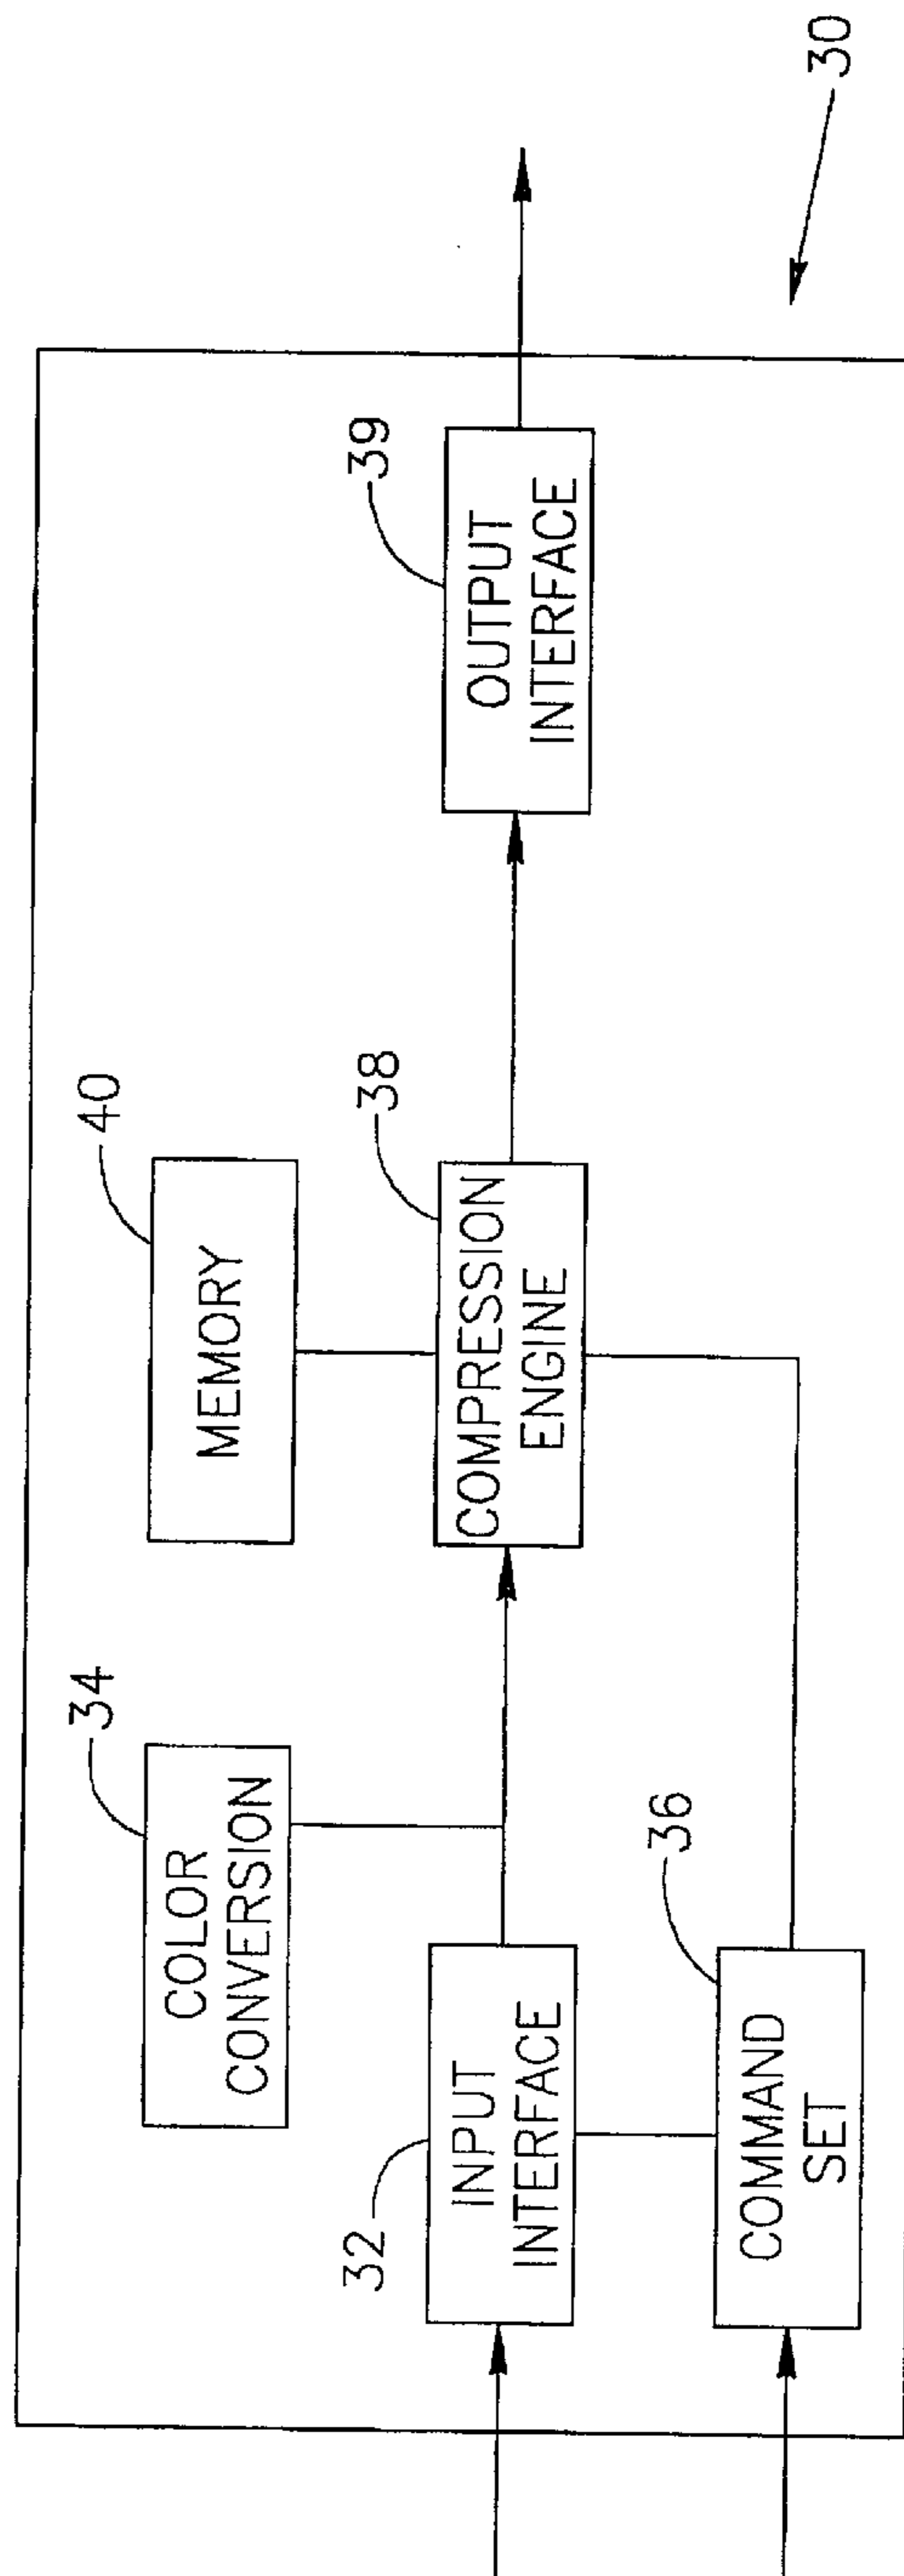 30
40
MEMORY
34
COLOR
CONVERSION
38
COMPRESSION
ENGINE
39
OUTPUT
INTERFACE
32
INPUT
INTERFACE
36
COMMAND
SET